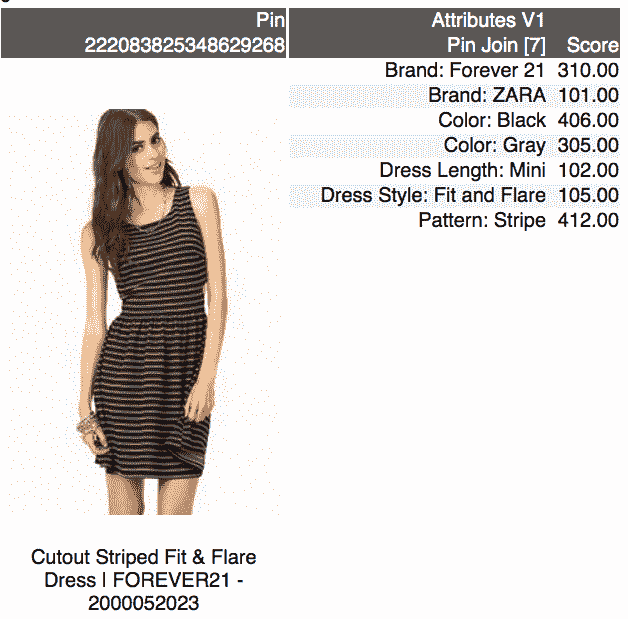 Pin
2220838253486​29268
Attributes V1
Pin Join [7] Score
Brand: Forever 21 310.00
Brand: ZARA 101.00
Color: Black 406.00
Color: Gray 305.00
Dress Length: Mini 102.00
Dress Style: Fit and Flare 105.00
Pattern: Stripe 412.00
Cutout Striped Fit & Flare
Dress | FOREVER21 -
2000052023